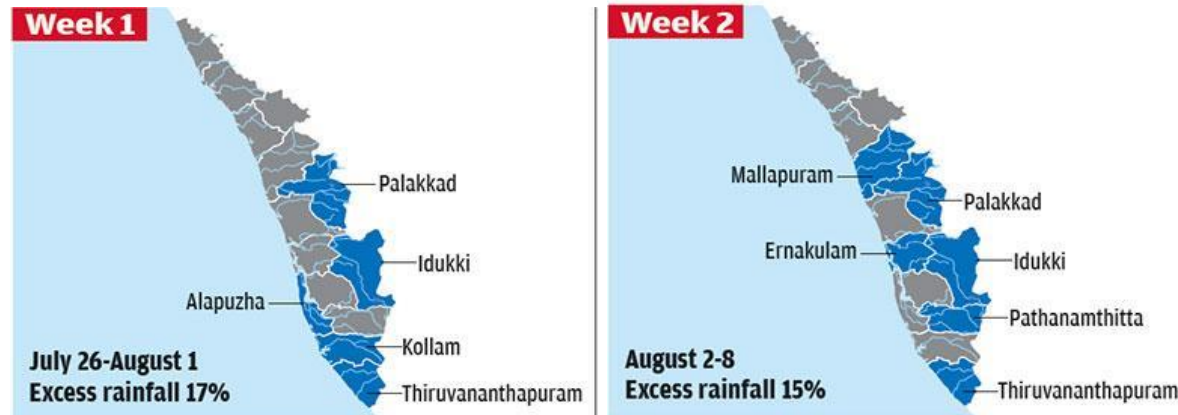 Week 1
Palakkad
Idukki
Alapuzha
Kollam
Thiruvananthapuram
July 26-August 1
Excess rainfall 17%
Week 2
Mallapuram
Palakkad
Ernakulam
Idukki
Pathanamthitta
Thiruvananthapuram
August 2-8
Excess rainfall 15%